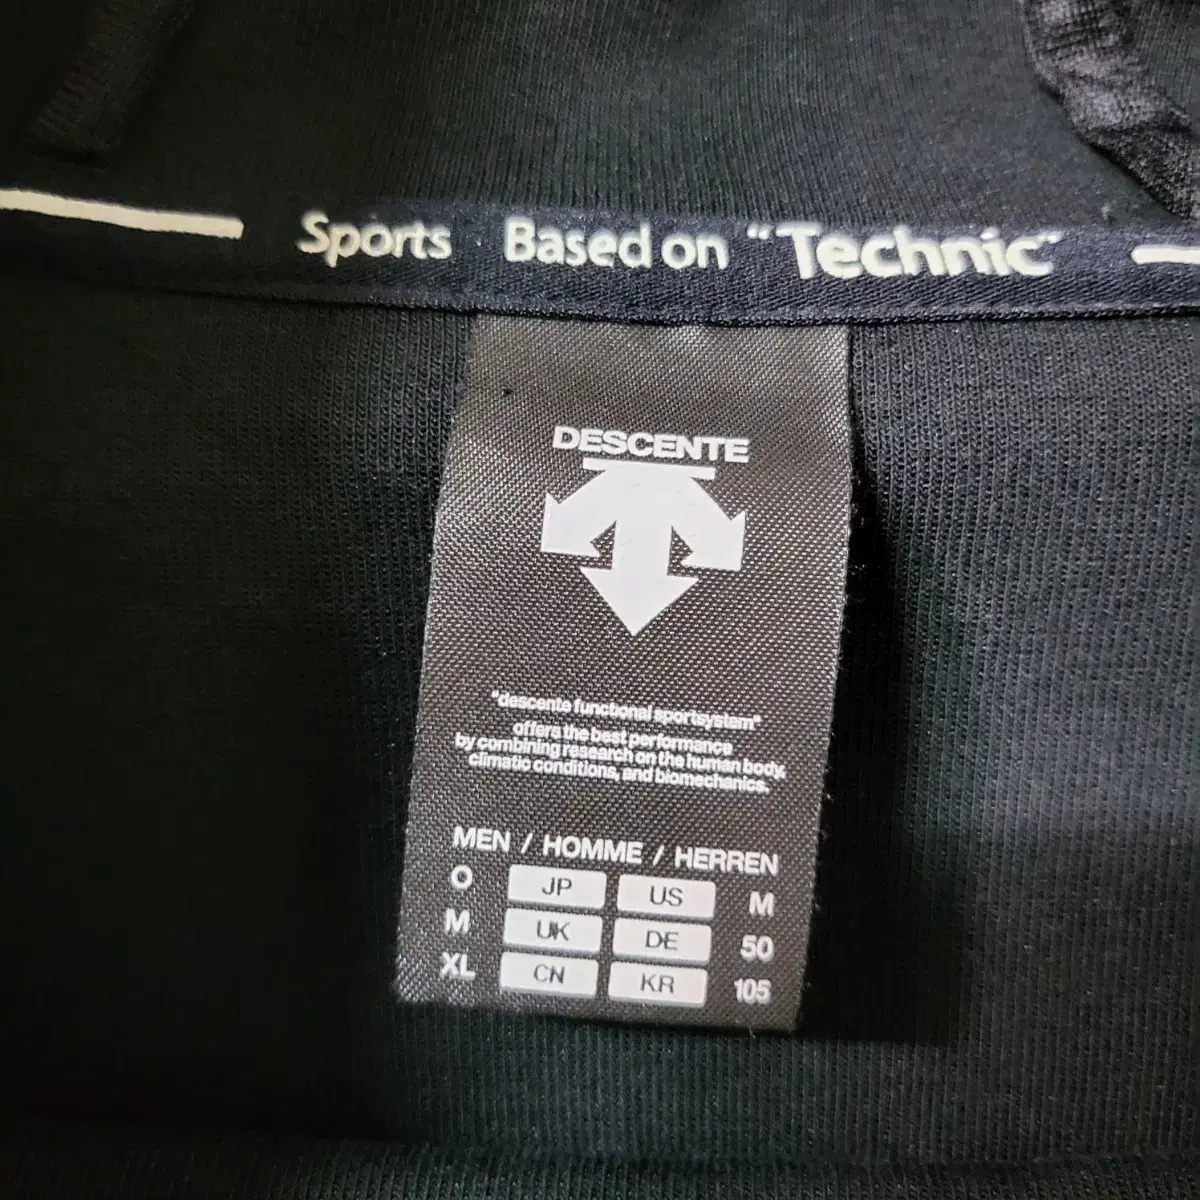 Sports Based on "Technic"
DESCENTE
"descente functional sportsystem"
offers the best performance
by combining research on the human body,
climatic conditions, and biomechanics.
MEN / HOMME / HERREN
O JP US M
M UK DE 50
XL CN KR 105